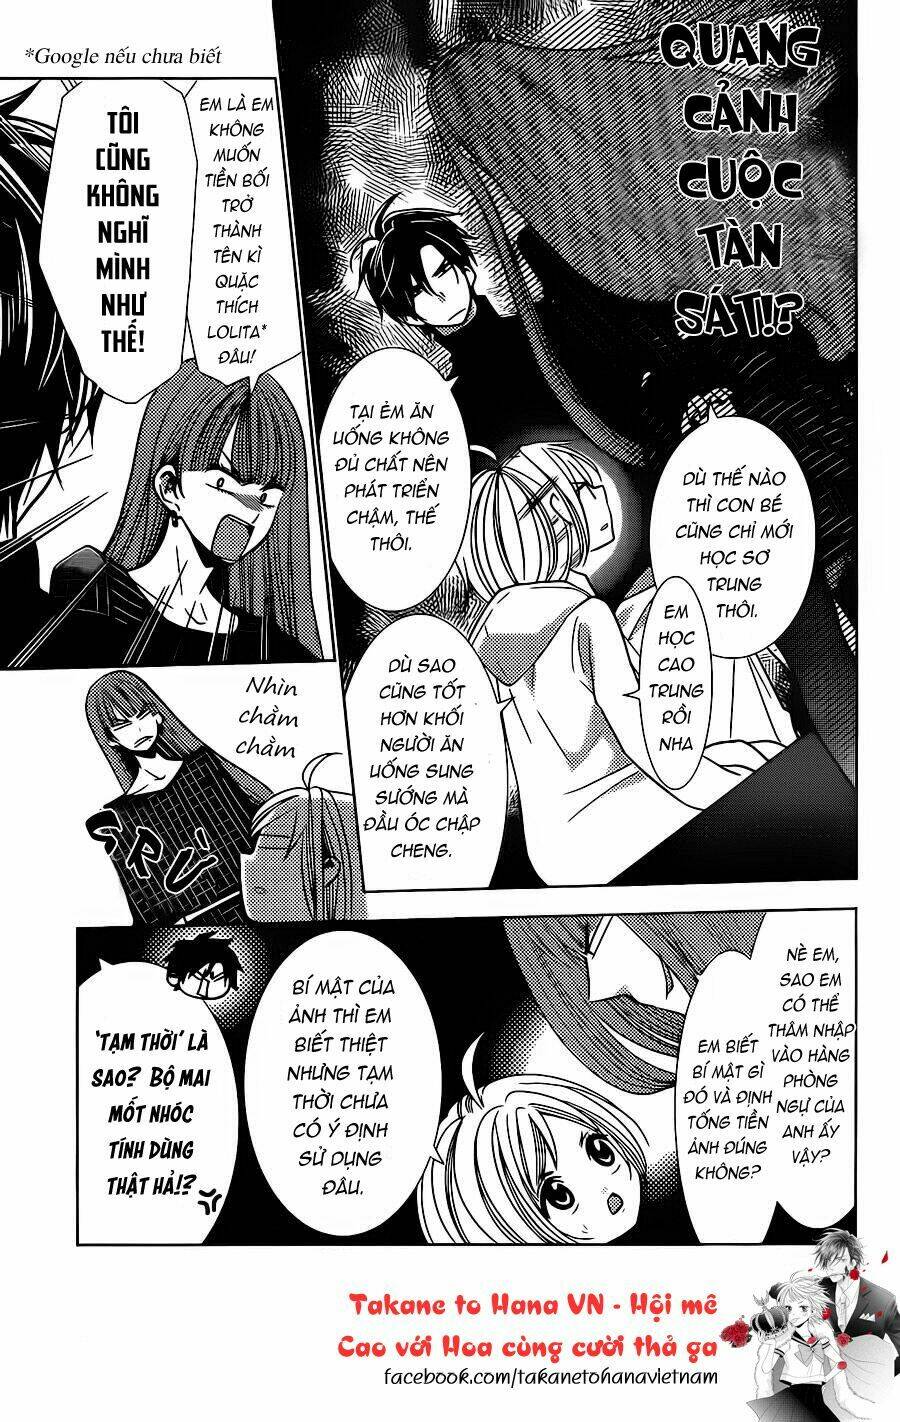 QUANG
CẢNH
CUỘC
TÀN
SÁT!?
DÙ THẾ NÀO
THÌ CON BÉ
CŨNG CHỈ MỚI
HỌC SƠ
TRUNG
THÔI.
EM
HỌC
CAO
TRUNG
RỒI
NHA
TẠI ẺM ĂN
UỐNG KHÔNG
ĐỦ CHẤT NÊN
PHÁT TRIỂN
CHẬM, THẾ
THÔI.
DÙ SAO
CŨNG TỐT
HƠN KHỐI
NGƯỜI ĂN
UỐNG SUNG
SƯỚNG MÀ
ĐẦU ÓC CHẬP
CHENG.
*Google nếu chưa biết
EM LÀ EM
KHÔNG
MUỐN
TIỀN BỐI
TRỞ
THÀNH
TÊN KÌ
QUẶC
THÍCH
LOLITA*
ĐÂU!
TÔI
CŨNG
KHÔNG
NGHĨ
MÌNH
NHƯ
THẾ!
Nhìn
chằm
chằm
TRỪ
NÈ EM,
SAO EM
CÓ THỂ
THÂM NHẬP
VÀO HÀNG
PHÒNG
NGỰ CỦA
ANH ẤY
VẬY?
EM BIẾT
BÍ MẬT GÌ
ĐÓ VÀ ĐỊNH
TỐNG TIỀN
ẢNH ĐÚNG
KHÔNG?
BÍ MẬT CỦA
ẢNH THÌ EM
BIẾT THIỆT
NHƯNG TẠM
THỜI CHƯA
CÓ Ý ĐỊNH
SỬ DỤNG
ĐÂU.
‘TẠM THỜI’ LÀ
SAO? BỘ MAI
MỐT NHÓC
TÍNH DÙNG
THẬT HẢ!?
Takane to Hana VN - Hội mê
Cao với Hoa cùng cười thả ga
facebook.com/takanetohanavietnam